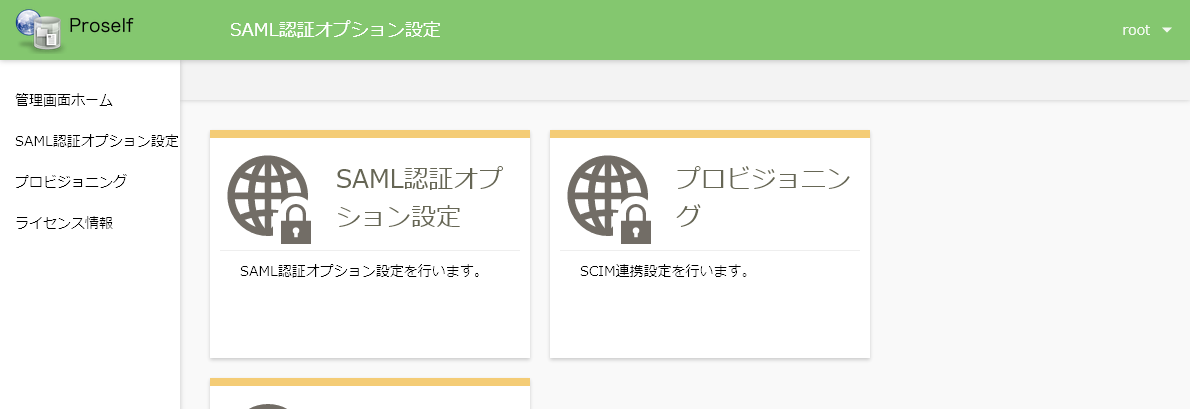 Proself
SAML認証オプション設定
root
管理画面ホーム
SAML認証オプション設定
プロビジョニング
ライセンス情報
SAML認証オプ
ション設定
SAML認証オプション設定を行います。
プロビジョニン
グ
SCIM連携設定を行います。